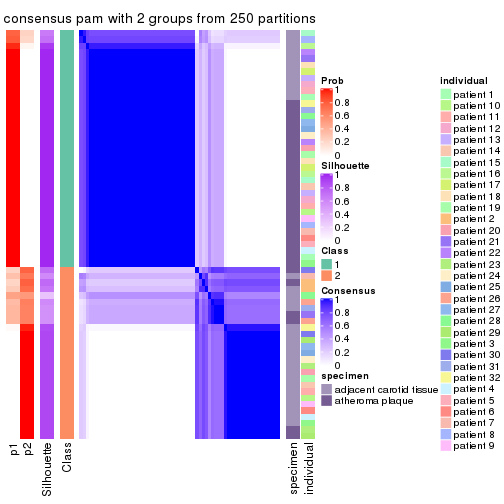 consensus pam with 2 groups from 250 partitions
Prob
1
0.8
0.6
0.4
0.2
0
Silhouette
1
0.8
0.6
0.4
0.2
0
Class
1
2
Consensus
1
0.8
0.6
0.4
0.2
0
specimen
adjacent carotid tissue
atheroma plaque
individual
patient 1
patient 10
patient 11
patient 12
patient 13
patient 14
patient 15
patient 16
patient 17
patient 18
patient 19
patient 2
patient 20
patient 21
patient 22
patient 23
patient 24
patient 25
patient 26
patient 27
patient 28
patient 29
patient 3
patient 30
patient 31
patient 32
patient 4
patient 5
patient 6
patient 7
patient 8
patient 9
p1
p2
Silhouette
Class
specimen
individual